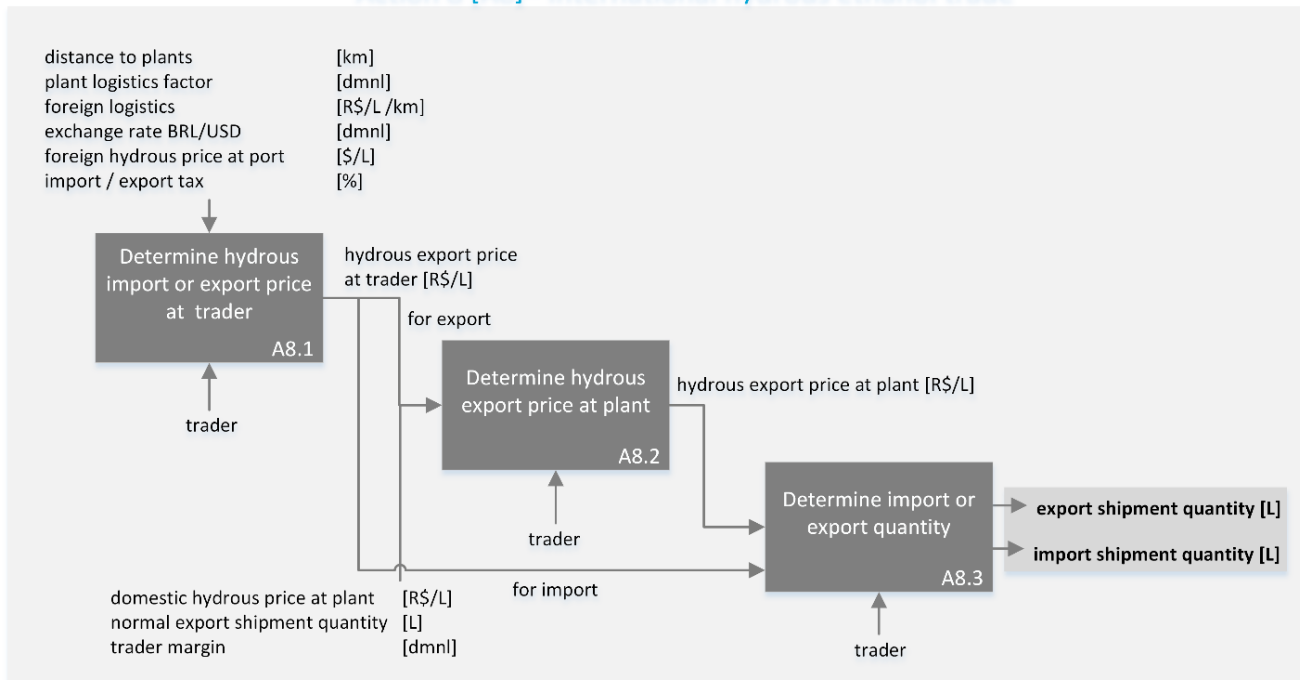 distance to plants [km]
plant logistics factor [dmnl]
foreign logistics [R$/L /km]
exchange rate BRL/USD [dmnl]
foreign hydrous price at port [$/L]
import / export tax [%]
Determine hydrous
import or export price
at trader
A8.1
hydrous export price
at trader [R$/L]
for export
trader
Determine hydrous
export price at plant
A8.2
hydrous export price at plant [R$/L]
trader
Determine import or
export quantity
A8.3
export shipment quantity [L]
import shipment quantity [L]
for import
trader
domestic hydrous price at plant [R$/L]
normal export shipment quantity [L]
trader margin [dmnl]